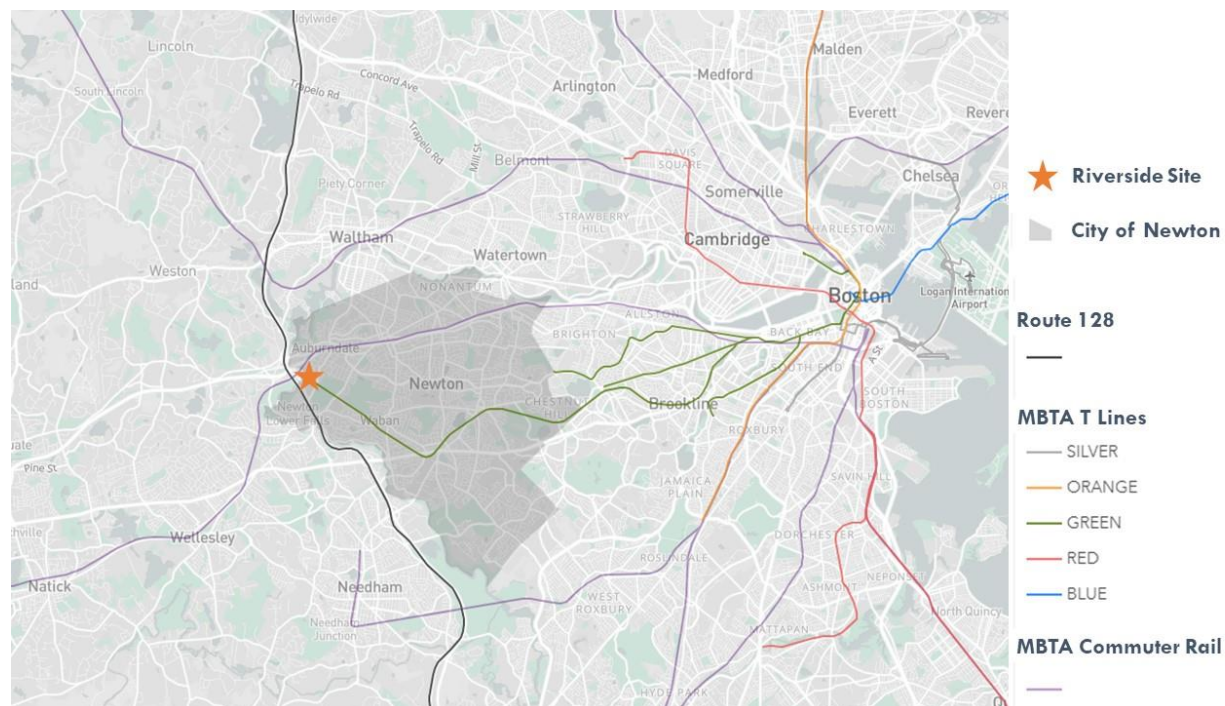 Idylwide
Lincoln
Malden
South Lincoln
Concord Ave
Medford
Trapelo Rd
Arlington
Everett
Trapelo Rd
Mill St
Belmont
DAVIS
SQUARE
Chelsea
Piety Corner
Somerville
STRAWBERRY
HILL
CHARLESTOWN
Waltham
Cambridge
Watertown
Weston
NONANTUM
Boston
Logan International
Airport
ALLSTON
BRIGHTON
BACK BAY
Auburndale
A St
SOUTH END
Newton
SOUTH
BOSTON
Newton
Lower Falls
Waban
CHESTNUT
HILL
Brookline
ROXBURY
Pine St
JAMAICA
PLAIN
SAVIN HILL
Wellesley
DORCHESTER
ROSLINDALE
Natick
Needham
ASHMONT
NEPONSET
WEST
ROXBURY
North Quincy
Needham
Junction
MATTAPAN
HYDE PARK
Riverside Site
City of Newton
Route 128
MBTA T Lines
SILVER
ORANGE
GREEN
RED
BLUE
MBTA Commuter Rail